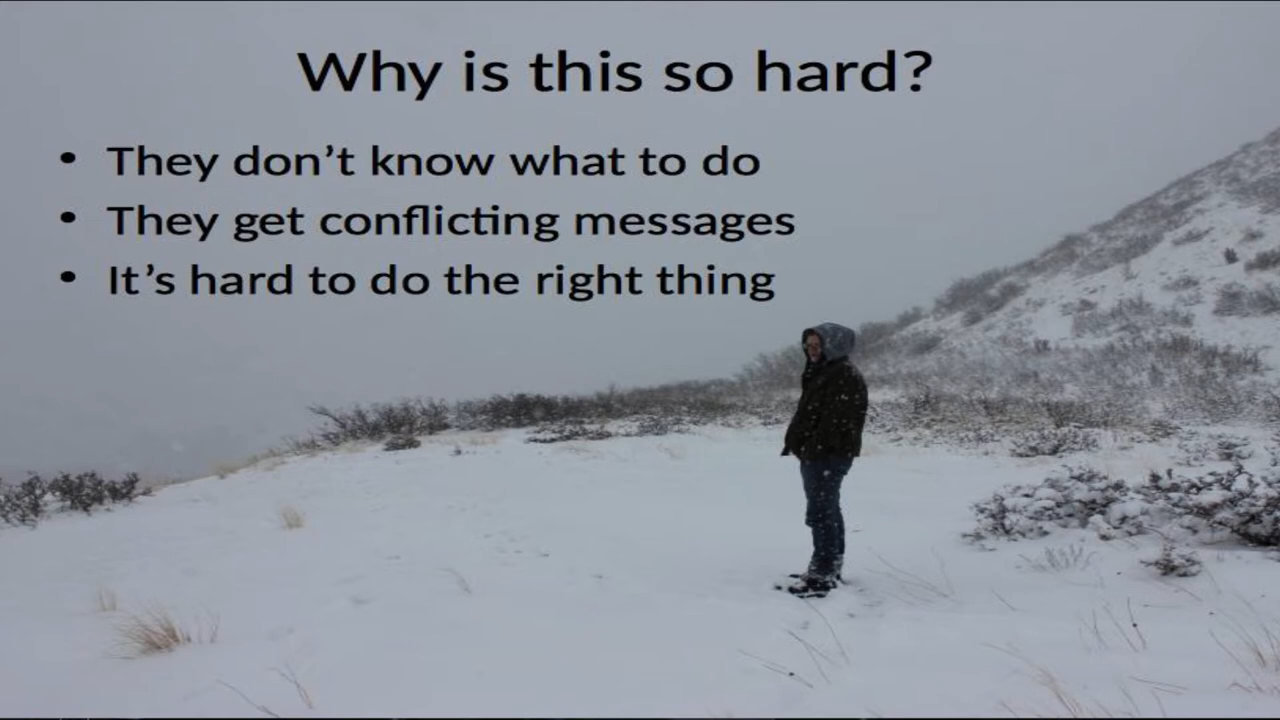 Why is this so hard?
• They don’t know what to do
• They get conflicting messages
• It’s hard to do the right thing